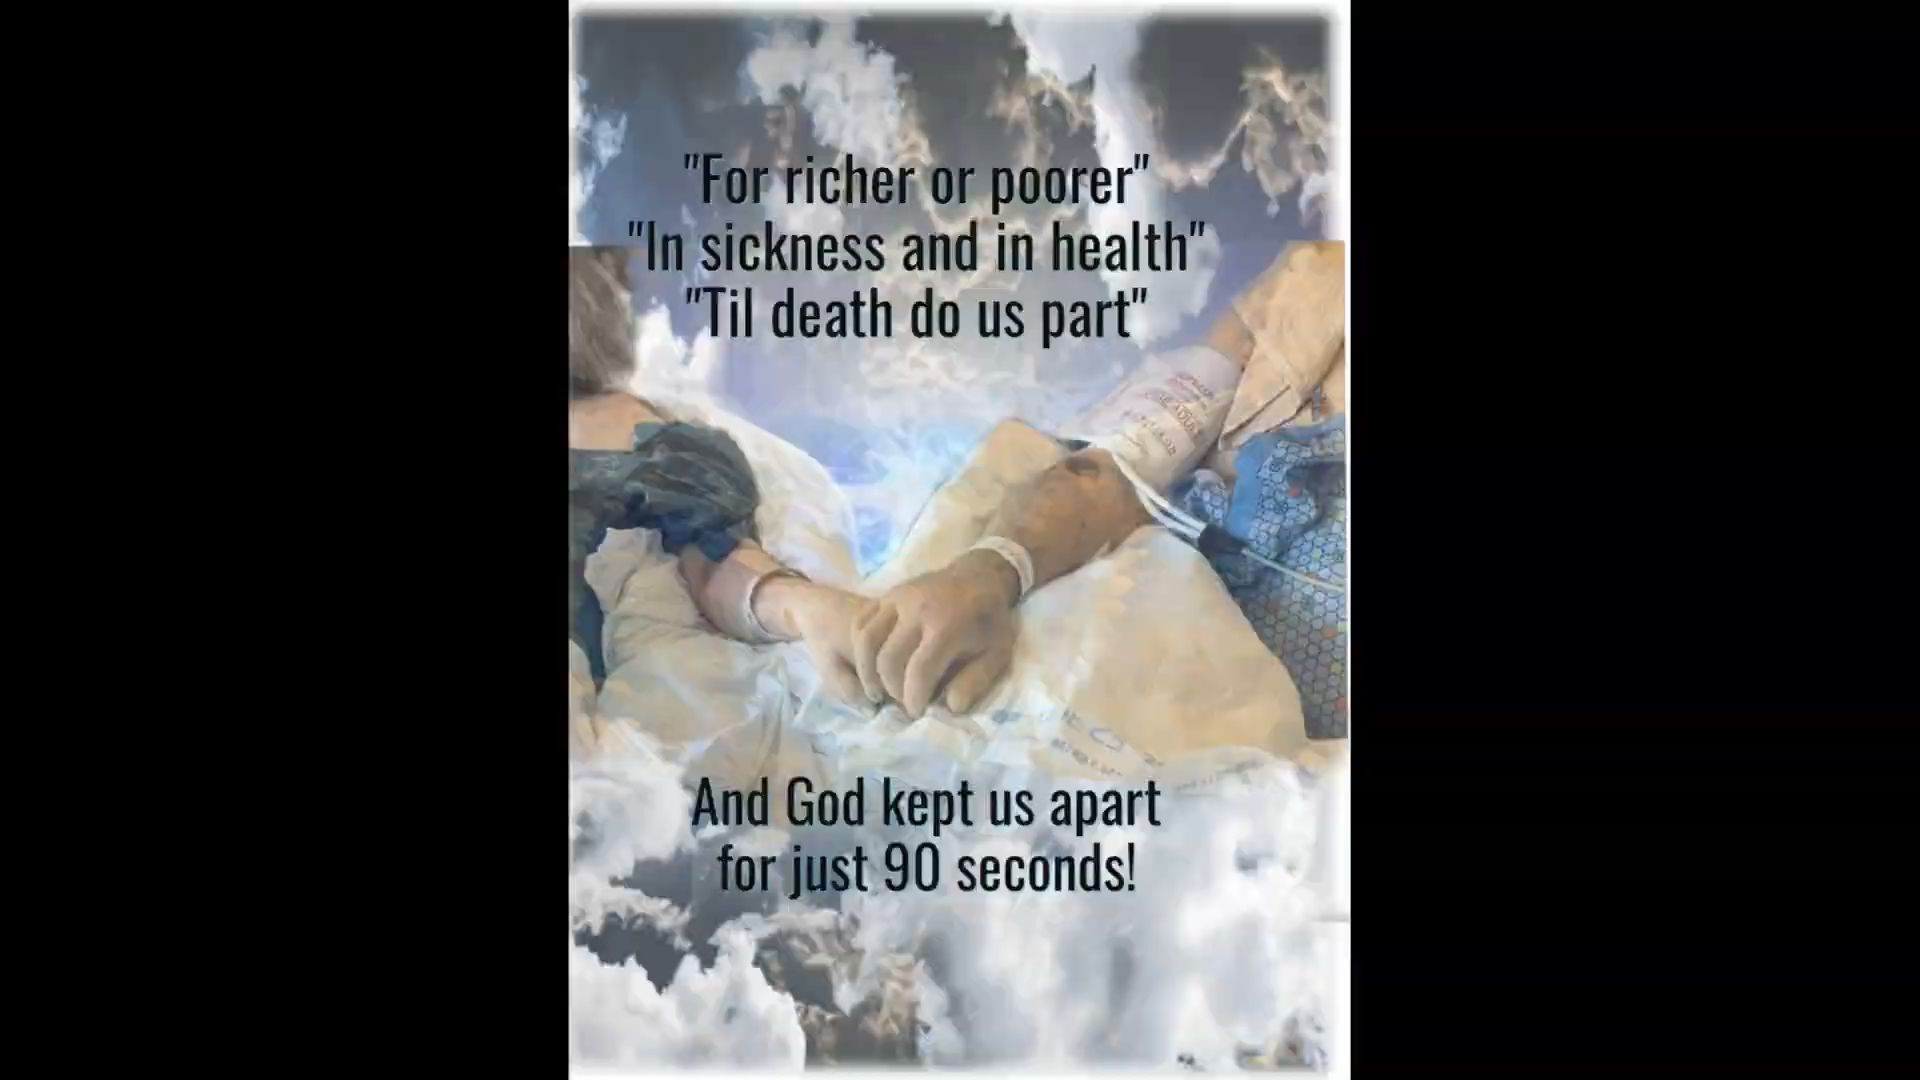 "For richer or poorer"
"In sickness and in health"
"Til death do us part"
And God kept us apart
for just 90 seconds!